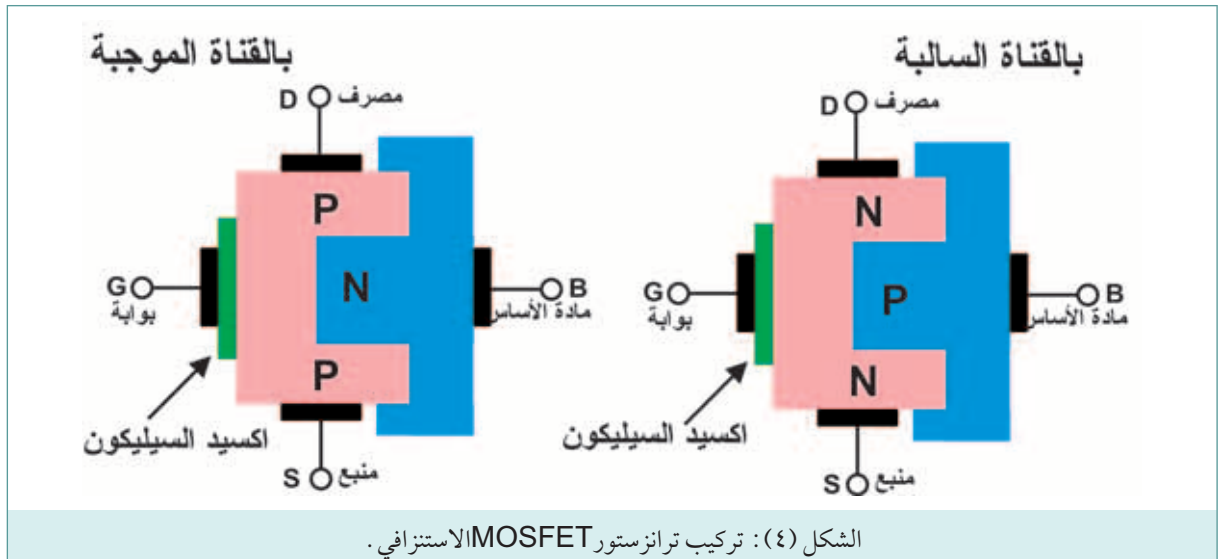 بالقناة السالبة
مصرف D
N
P
N
G
بوابة
B
مادة الأساس
اكسيد السيليكون
منبع S
بالقناة الموجبة
مصرف D
P
N
P
G
بوابة
B
مادة الأساس
اكسيد السيليكون
منبع S
الشكل (٤): تركيب ترانزستور MOSFET الاستنزافي.